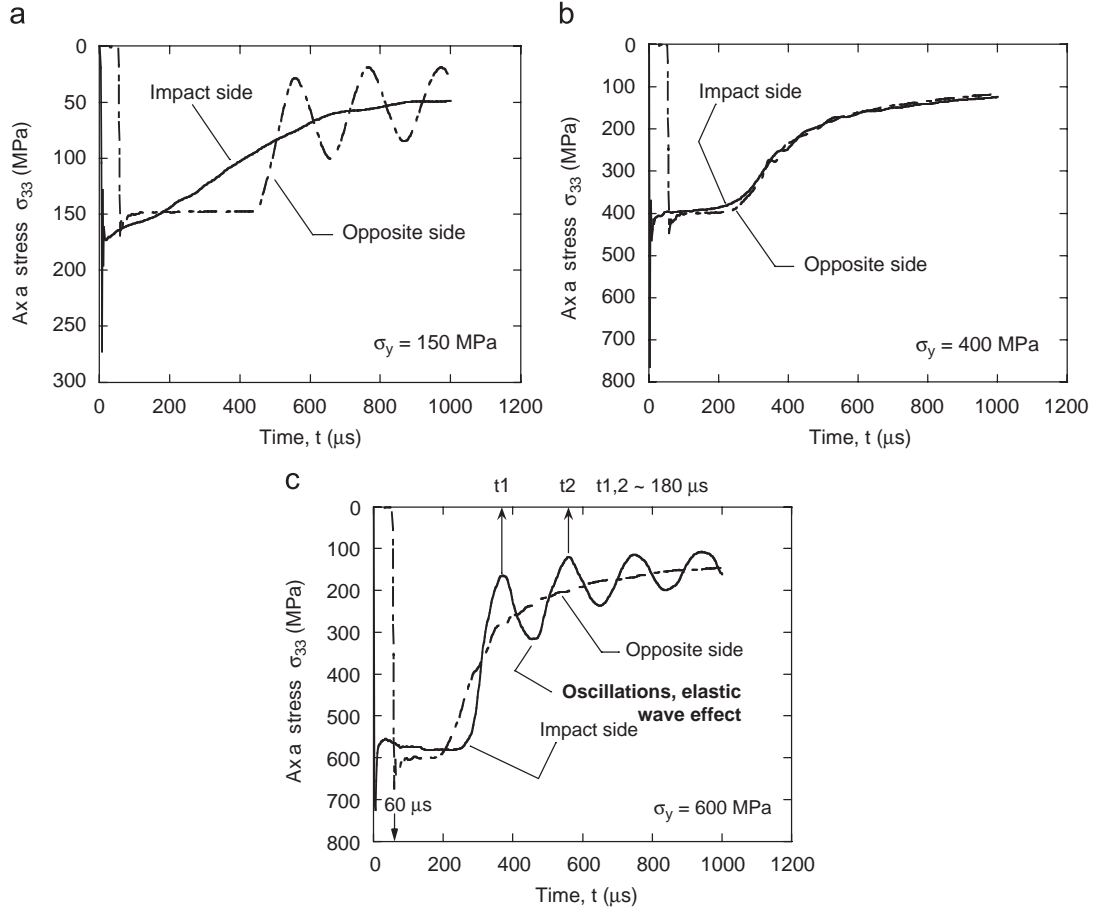 a
0
50
100
150
200
250
300
Ax a stress σ33 (MPa)
Impact side
Opposite side
σy = 150 MPa
0 200 400 600 800 1000 1200
Time, t (μs)
b
0
100
200
300
400
500
600
700
800
Ax a stress σ33 (MPa)
Impact side
Opposite side
σy = 400 MPa
0 200 400 600 800 1000 1200
Time, t (μs)
c
t1 t2 t1,2 ~ 180 μs
0
100
200
300
400
500
600
700
800
Ax a stress σ33 (MPa)
Opposite side
Oscillations, elastic
wave effect
Impact side
60 μs
σy = 600 MPa
0 200 400 600 800 1000 1200
Time, t (μs)